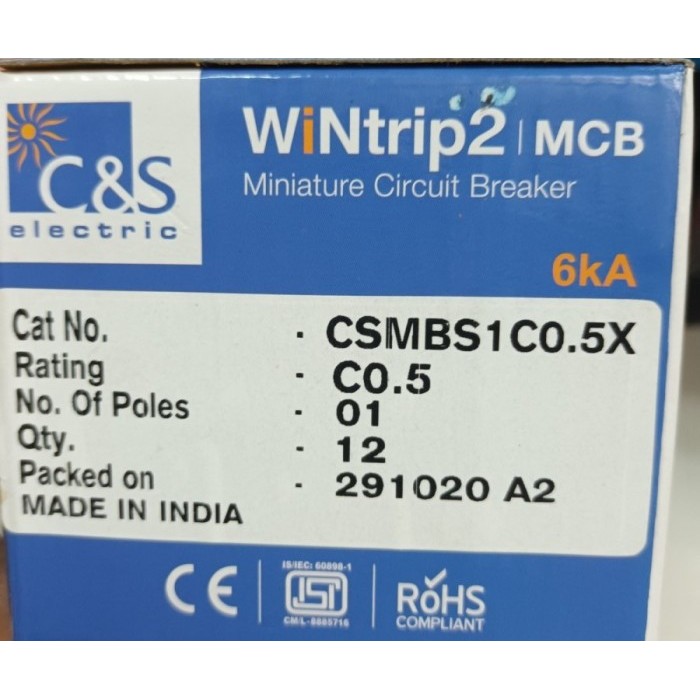 C&S
electric
WiNtrip2 | MCB
Miniature Circuit Breaker
6kA
Cat No. - CSMBS1C0.5X
Rating - C0.5
No. Of Poles - 01
Qty. - 12
Packed on - 291020 A2
MADE IN INDIA
CE
IS/IEC: 60898-1
ISI
CM/L-8885716
RoHS
COMPLIANT